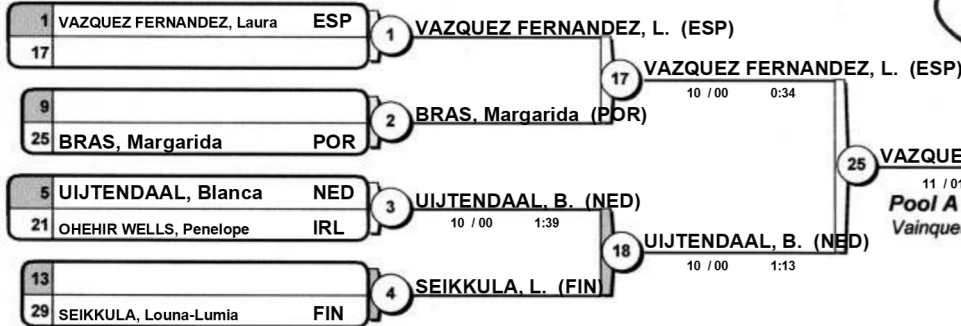 1 VAZQUEZ FERNANDEZ, Laura ESP
17
1 VAZQUEZ FERNANDEZ, L. (ESP)
9
25 BRAS, Margarida POR
2 BRAS, Margarida (POR)
17 VAZQUEZ FERNANDEZ, L. (ESP)
10 / 00 0:34
5 UIJTENDAAL, Blanca NED
21 OHEHIR WELLS, Penelope IRL
3 UIJTENDAAL, B. (NED)
10 / 00 1:39
13
29 SEIKKULA, Louna-Lumia FIN
4 SEIKKULA, L. (FIN)
18 UIJTENDAAL, B. (NED)
10 / 00 1:13
25 VAZQUE
11 / 01
Pool A
Vainque